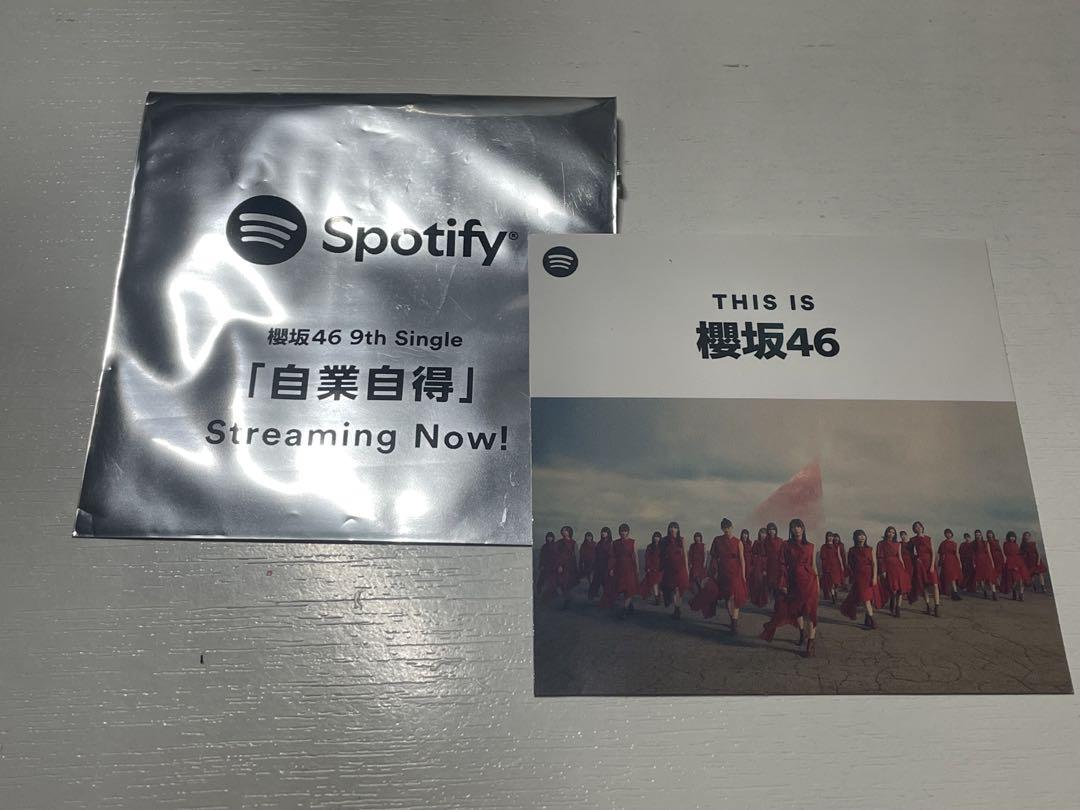 Spotify®
櫻坂46 9th Single
「自業自得」
Streaming Now!
THIS IS
櫻坂46